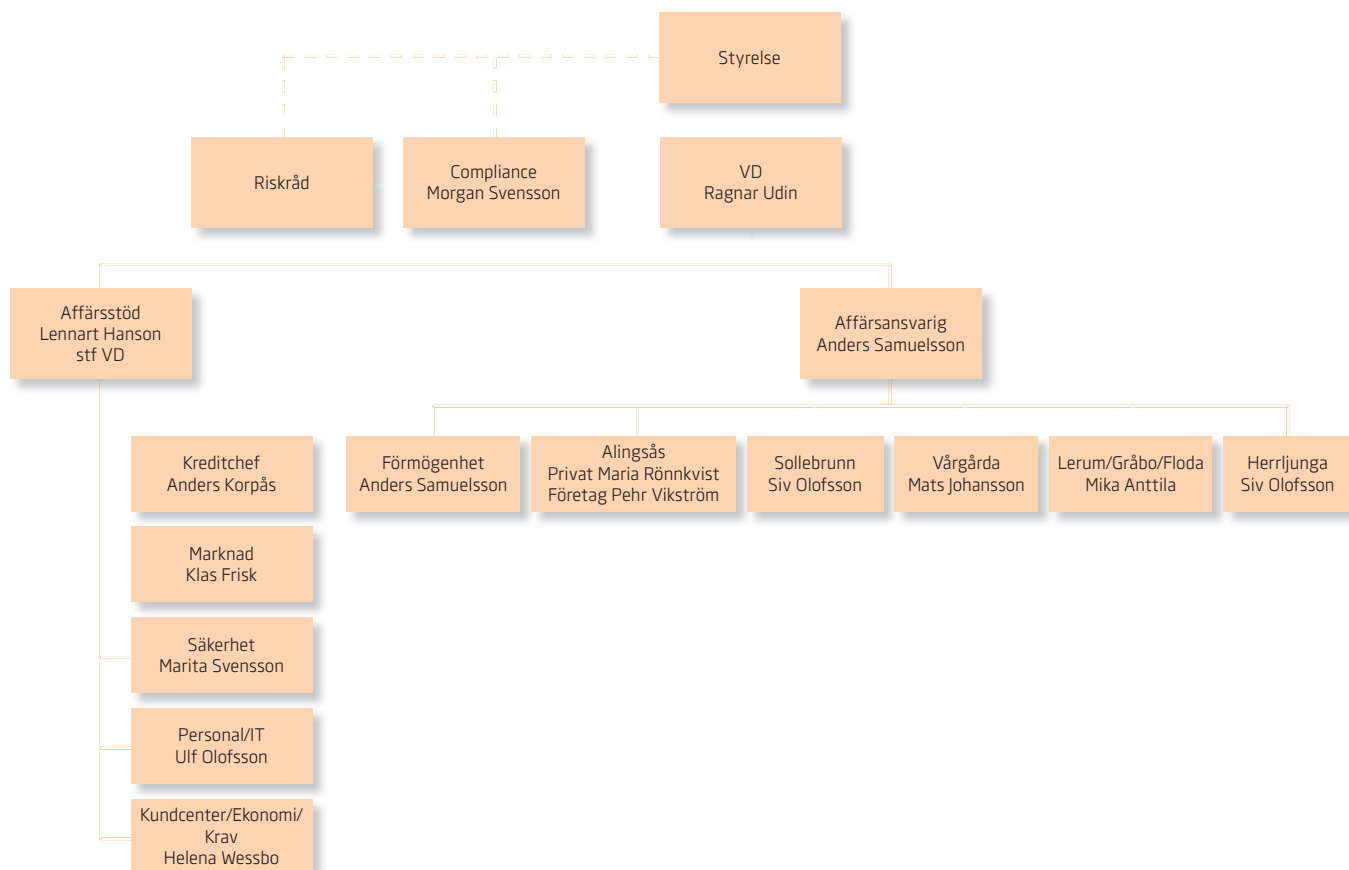 Styrelse
Riskråd
Compliance
Morgan Svensson
VD
Ragnar Udin
Affärsstöd
Lennart Hanson
stf VD
Affärsansvarig
Anders Samuelsson
Kreditchef
Anders Korpås
Förmögenhet
Anders Samuelsson
Alingsås
Privat Maria Rönnkvist
Företag Pehr Vikström
Sollebrunn
Siv Olofsson
Vårgårda
Mats Johansson
Lerum/Gråbo/Floda
Mika Anttila
Herrljunga
Siv Olofsson
Marknad
Klas Frisk
Säkerhet
Marita Svensson
Personal/IT
Ulf Olofsson
Kundcenter/Ekonomi/
Krav
Helena Wessbo